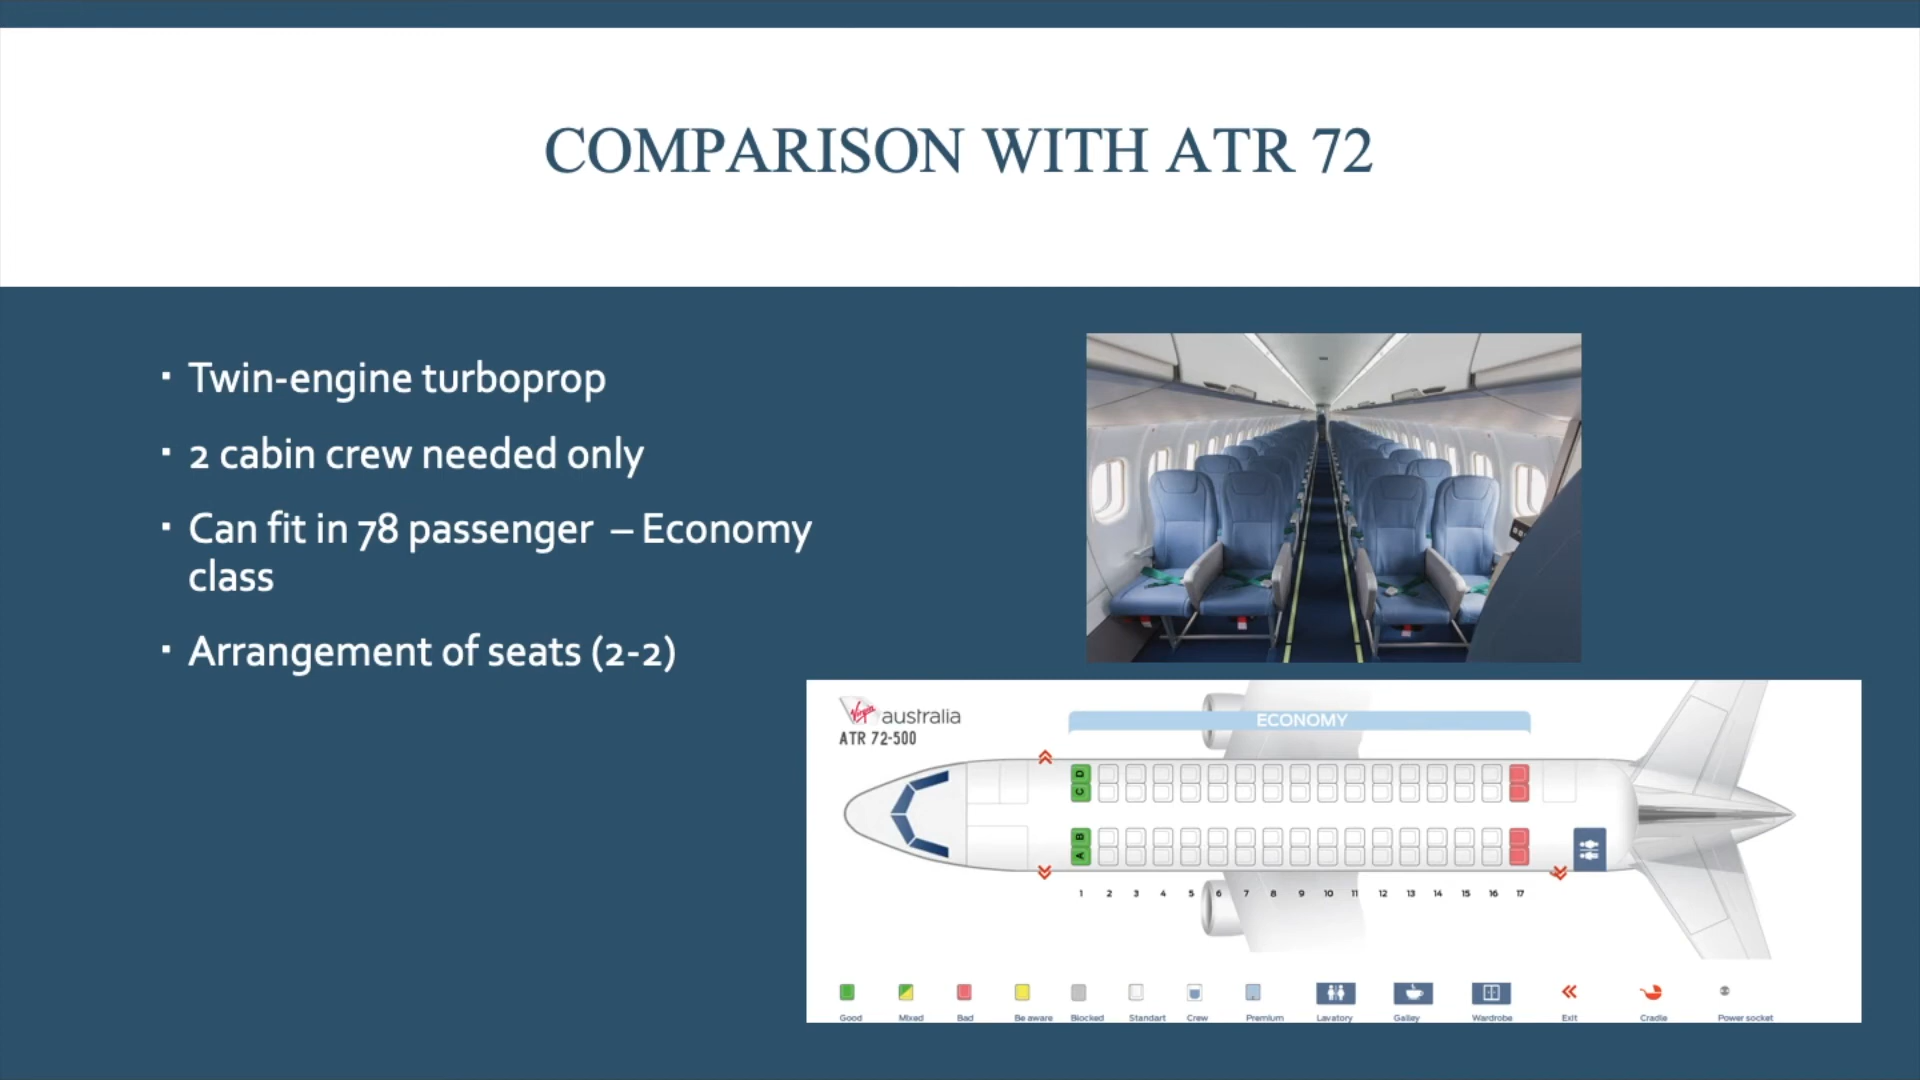 COMPARISON WITH ATR 72
▪ Twin-engine turboprop
▪ 2 cabin crew needed only
▪ Can fit in 78 passenger – Economy
class
▪ Arrangement of seats (2-2)
Virgin australia
ATR 72-500
ECONOMY
D
C
B
A
1 2 3 4 5 6 7 8 9 10 11 12 13 14 15 16 17
Good Mixed Bad Be aware Blocked Standart Crew Premium Lavatory Galley Wardrobe Exit Cradle Power socket